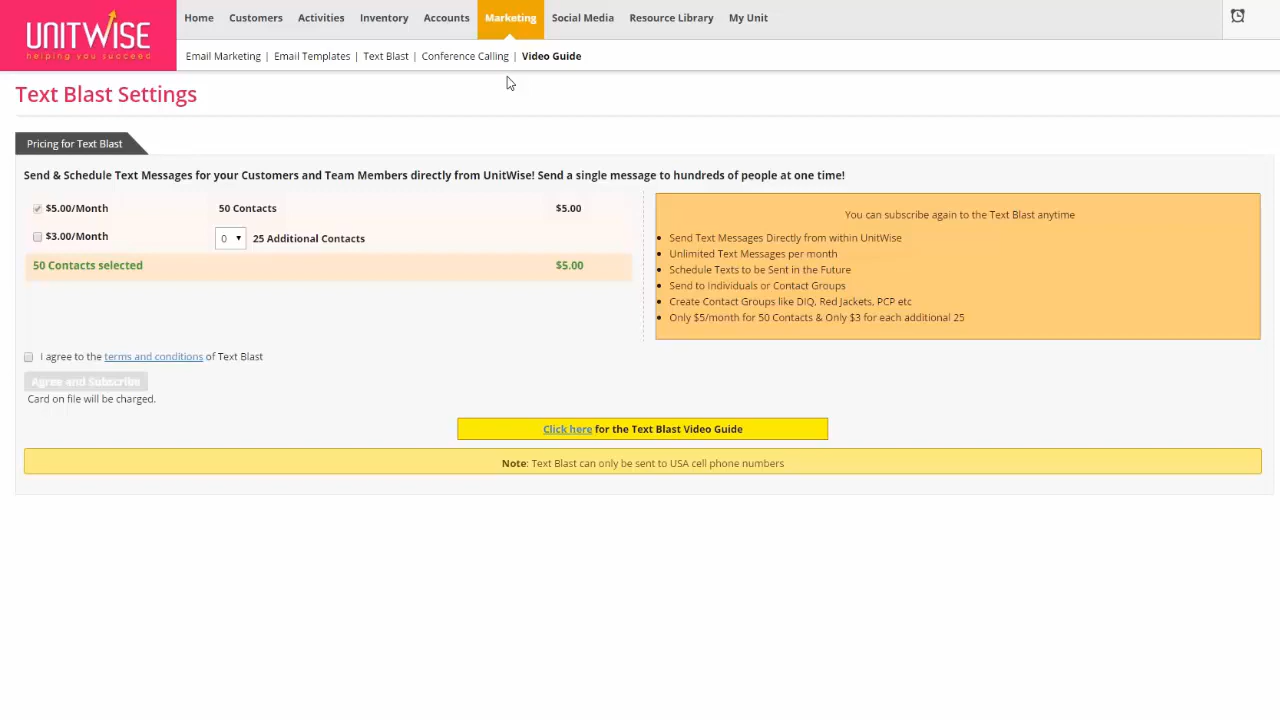 UNITWISE
helping you succeed
Home Customers Activities Inventory Accounts Marketing Social Media Resource Library My Unit
Email Marketing | Email Templates | Text Blast | Conference Calling | Video Guide
Text Blast Settings
Pricing for Text Blast
Send & Schedule Text Messages for your Customers and Team Members directly from UnitWise! Send a single message to hundreds of people at one time!
$5.00/Month 50 Contacts $5.00
$3.00/Month 0 25 Additional Contacts
50 Contacts selected $5.00
You can subscribe again to the Text Blast anytime
Send Text Messages Directly from within UnitWise
Unlimited Text Messages per month
Schedule Texts to be Sent in the Future
Send to Individuals or Contact Groups
Create Contact Groups like DIQ, Red Jackets, PCP etc
Only $5/month for 50 Contacts & Only $3 for each additional 25
I agree to the terms and conditions of Text Blast
Agree and Subscribe
Card on file will be charged.
Click here for the Text Blast Video Guide
Note: Text Blast can only be sent to USA cell phone numbers